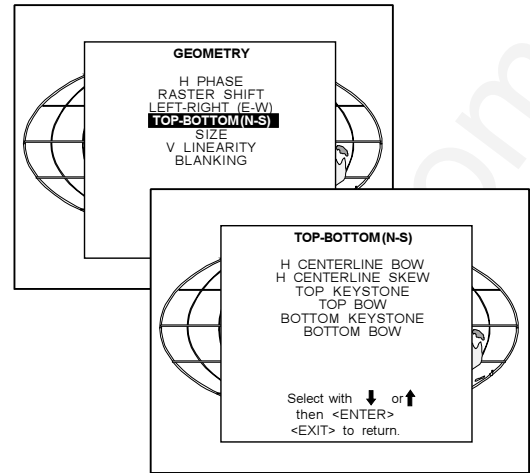 GEOMETRY
H PHASE
RASTER SHIFT
LEFT-RIGHT (E-W)
TOP-BOTTOM (N-S)
SIZE
V LINEARITY
BLANKING
TOP-BOTTOM (N-S)
H CENTERLINE BOW
H CENTERLINE SKEW
TOP KEYSTONE
TOP BOW
BOTTOM KEYSTONE
BOTTOM BOW
Select with ⬇ or ⬆
then <ENTER>
<EXIT> to return.